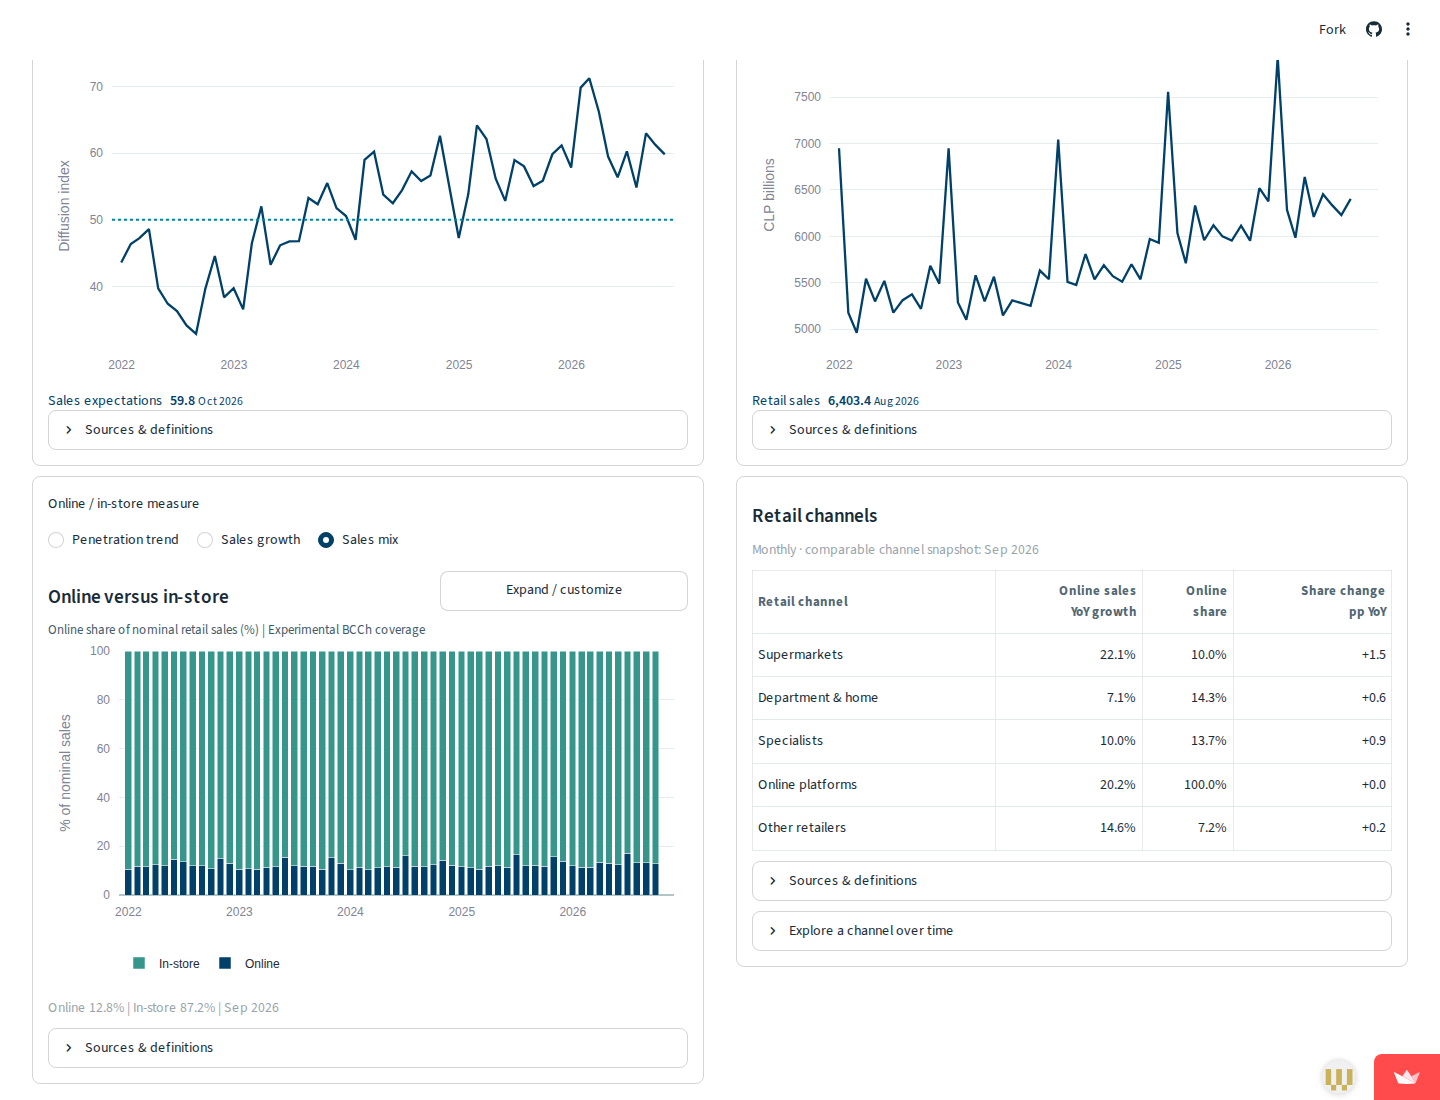 Fork
70
60
50
40
Diffusion index
2022 2023 2024 2025 2026
Sales expectations 59.8 Oct 2026
Sources & definitions
7500
7000
6500
6000
5500
5000
CLP billions
2022 2023 2024 2025 2026
Retail sales 6,403.4 Aug 2026
Sources & definitions
Online / in-store measure
Penetration trend Sales growth Sales mix
Expand / customize
Online versus in-store
Online share of nominal retail sales (%) | Experimental BCCh coverage
100
80
60
40
20
0
% of nominal sales
2022 2023 2024 2025 2026
In-store Online
Online 12.8% | In-store 87.2% | Sep 2026
Sources & definitions
Retail channels
Monthly · comparable channel snapshot: Sep 2026
Retail channel Online sales YoY growth Online share Share change pp YoY
Supermarkets 22.1% 10.0% +1.5
Department & home 7.1% 14.3% +0.6
Specialists 10.0% 13.7% +0.9
Online platforms 20.2% 100.0% +0.0
Other retailers 14.6% 7.2% +0.2
Sources & definitions
Explore a channel over time